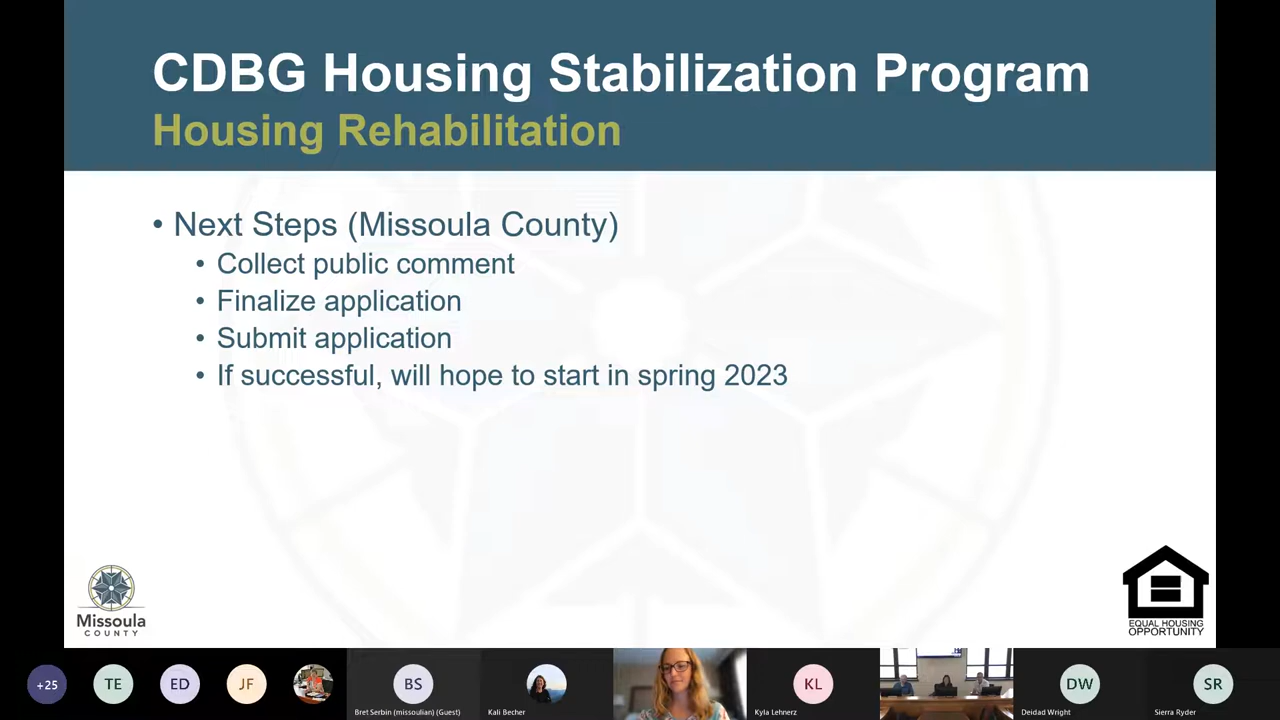 CDBG Housing Stabilization Program
Housing Rehabilitation
• Next Steps (Missoula County)
• Collect public comment
• Finalize application
• Submit application
• If successful, will hope to start in spring 2023
Missoula
COUNTY
EQUAL HOUSING
OPPORTUNITY
+25
TE
ED
JF
BS
KL
DW
SR
Bret Serbin (missoulian) (Guest)
Kali Becher
Kyla Lehnerz
Deidad Wright
Sierra Ryder